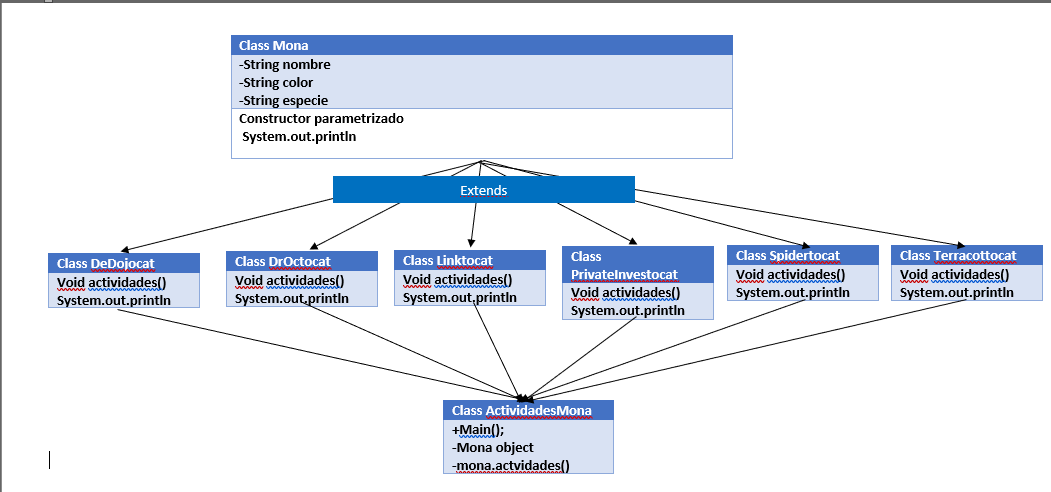 Class Mona
-String nombre
-String color
-String especie
Constructor parametrizado
System.out.println
Extends
Class DeDojocat
Void actividades()
System.out.println
Class DrOctocat
Void actividades()
System.out.println
Class Linktocat
Void actividades()
System.out.println
Class
PrivateInvestocat
Void actividades()
System.out.println
Class Spidertocat
Void actividades()
System.out.println
Class Terracottocat
Void actividades()
System.out.println
Class ActividadesMona
+Main();
-Mona object
-mona.actvidades()